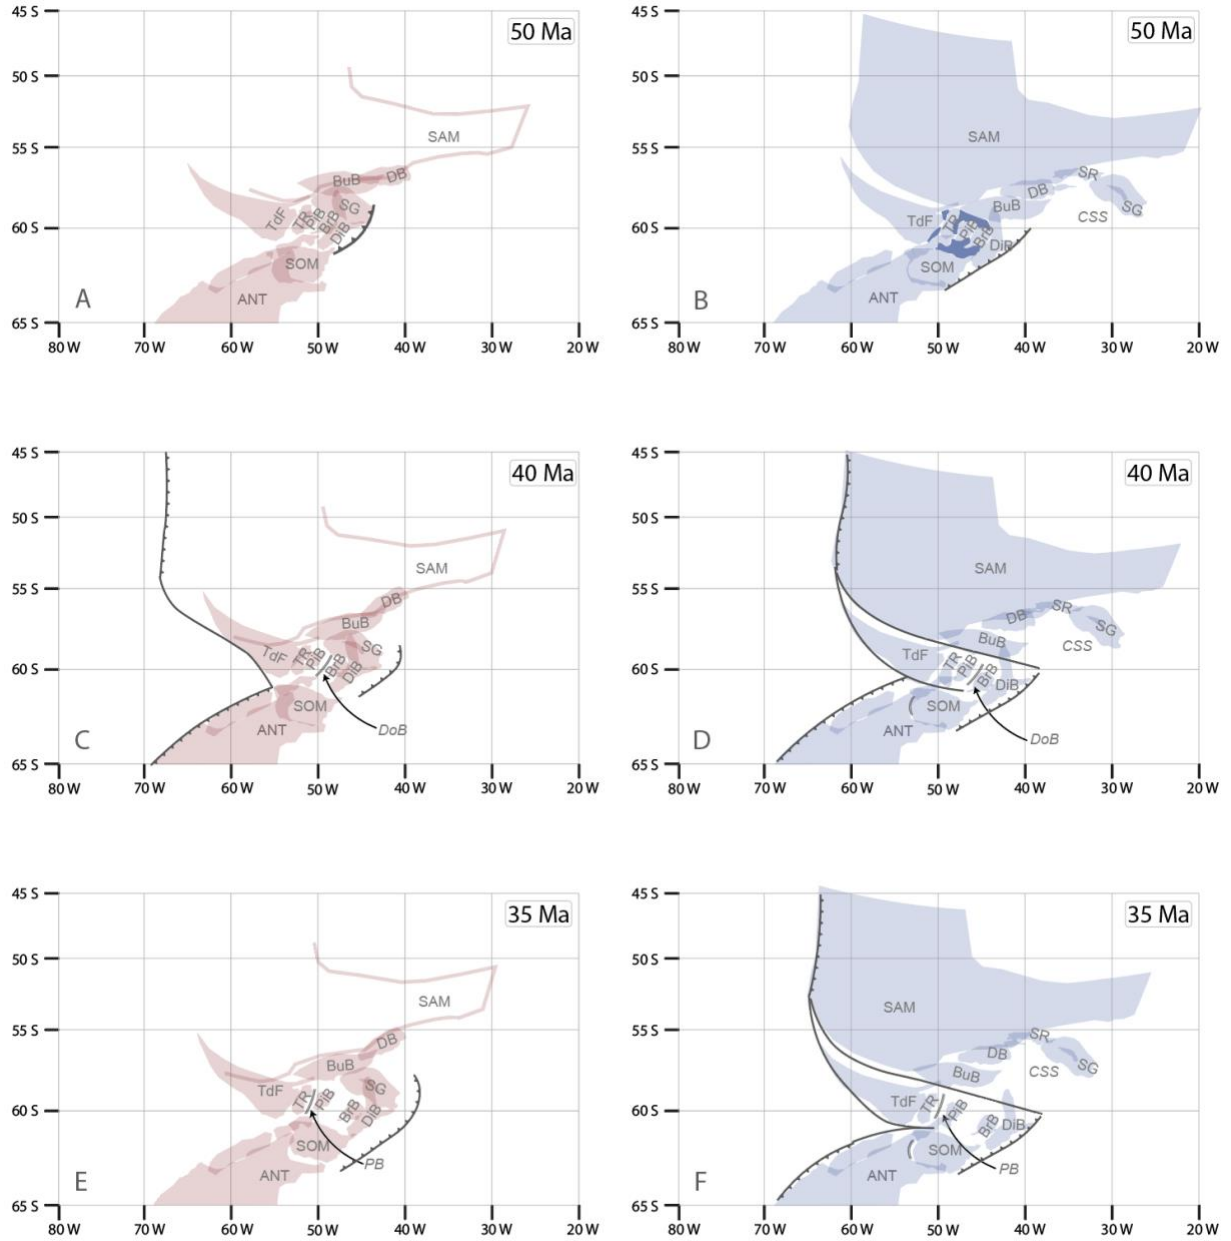 45 S
50 Ma
50 S
SAM
55 S
BuB
DB
TdF
TR
PiB
BrB
SG
DiB
60 S
SOM
ANT
A
65 S
80 W
70 W
60 W
50 W
40 W
30 W
20 W
45 S
50 Ma
50 S
SAM
55 S
SR
DB
BuB
SG
CSS
TdF
TR
PiB
BrB
DiB
60 S
SOM
ANT
B
65 S
80 W
70 W
60 W
50 W
40 W
30 W
20 W
45 S
40 Ma
50 S
SAM
55 S
DB
BuB
SG
TdF
TR
PiB
BrB
DiB
60 S
SOM
ANT
DoB
C
65 S
80 W
70 W
60 W
50 W
40 W
30 W
20 W
45 S
40 Ma
50 S
SAM
55 S
SR
DB
SG
BuB
CSS
TdF
TR
PiB
BrB
DiB
60 S
SOM
ANT
DoB
D
65 S
80 W
70 W
60 W
50 W
40 W
30 W
20 W
45 S
35 Ma
50 S
SAM
55 S
DB
BuB
SG
TdF
TR
PiB
BrB
DiB
60 S
SOM
PB
ANT
E
65 S
80 W
70 W
60 W
50 W
40 W
30 W
20 W
45 S
35 Ma
50 S
SAM
55 S
SR
DB
SG
BuB
CSS
TdF
TR
PiB
BrB
DiB
60 S
SOM
PB
ANT
F
65 S
80 W
70 W
60 W
50 W
40 W
30 W
20 W